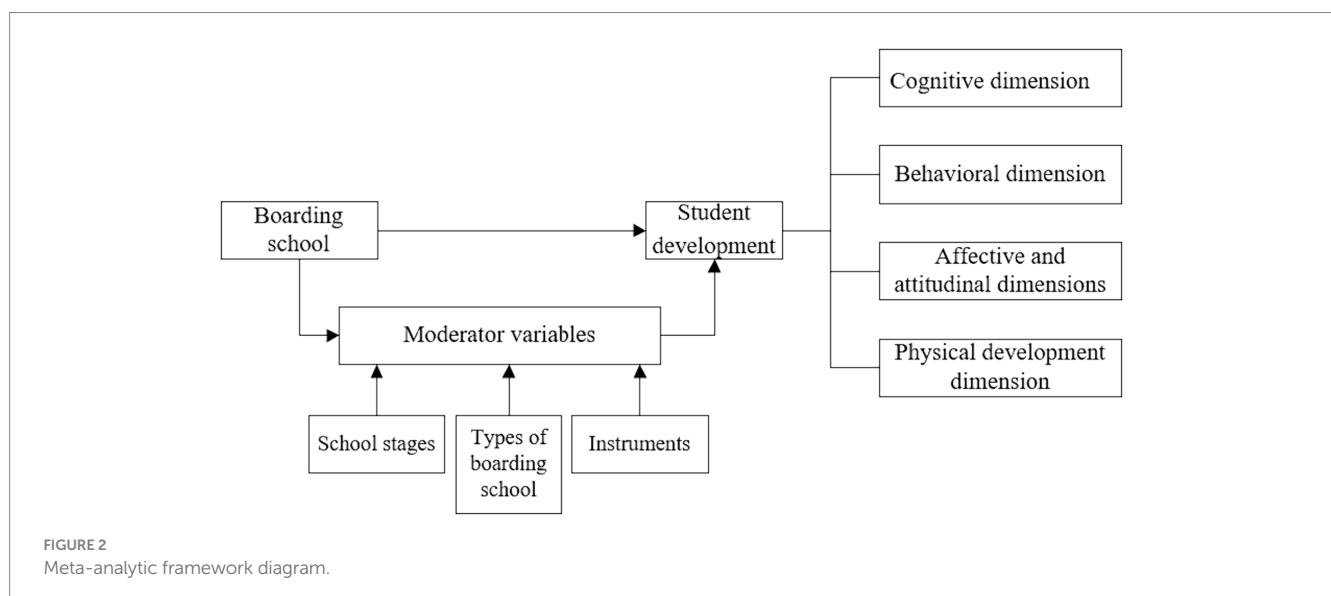 Cognitive dimension
Behavioral dimension
Boarding
school
Student
development
Affective and
attitudinal dimensions
Moderator variables
Physical development
dimension
School stages
Types of
boarding
school
Instruments
FIGURE 2
Meta-analytic framework diagram.